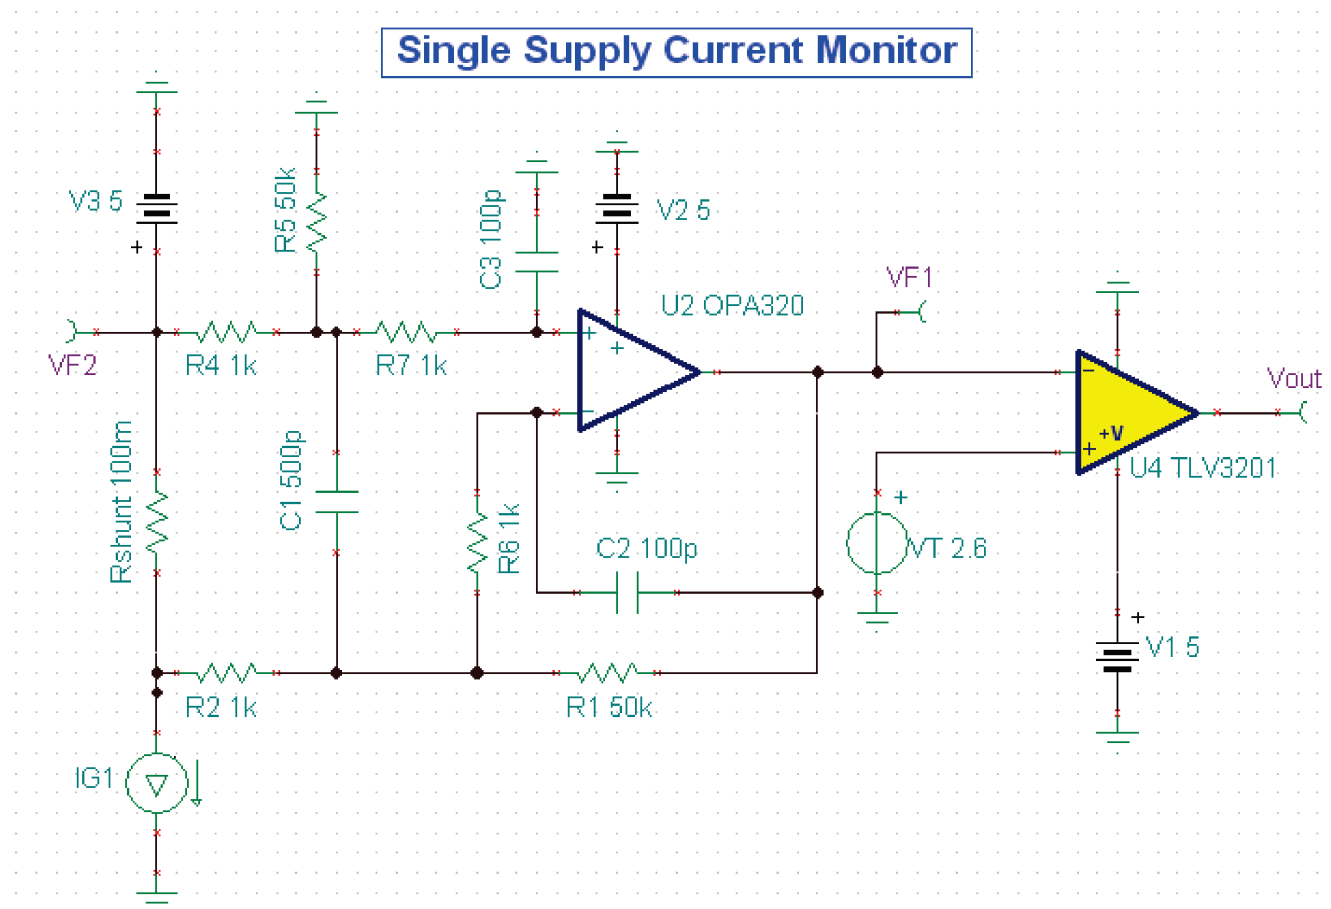 Single Supply Current Monitor
V3 5
+
R5 50k
C3 100p
V2 5
+
U2 OPA320
VF1
VF2
R4 1k
R7 1k
+
+
−
Vout
−
+V
+
U4 TLV3201
Rshunt 100m
C1 500p
R6 1k
C2 100p
+
VT 2.6
+
V1 5
R2 1k
R1 50k
IG1